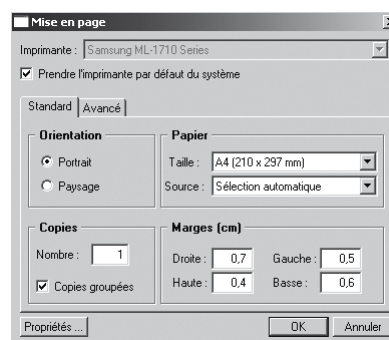 Mise en page
Imprimante : Samsung ML-1710 Series
Prendre l'imprimante par défaut du système
Standard Avancé
Orientation Papier
Portrait Taille : A4 (210 x 297 mm)
Paysage Source : Sélection automatique
Copies Marges (cm)
Nombre : 1 Droite : 0,7 Gauche : 0,5
Copies groupées Haute : 0,4 Basse : 0,6
Propriétés ... OK Annuler